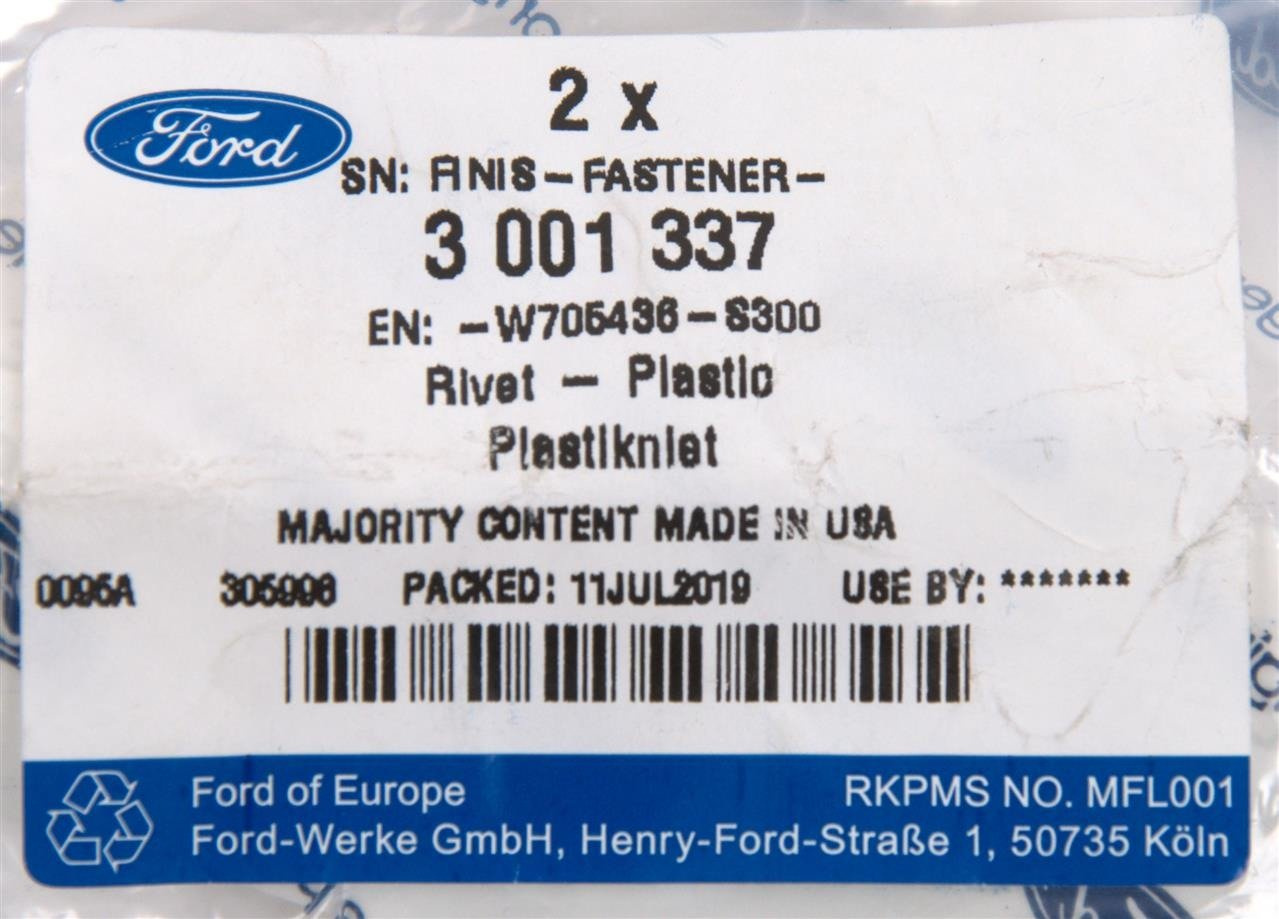 Ford
2 x
SN: FINIS-FASTENER-
3 001 337
EN: -W705436-S300
Rivet - Plastic
Plastikniet
MAJORITY CONTENT MADE IN USA
0095A 305996 PACKED: 11JUL2019 USE BY: *******
Ford of Europe RKPMS NO. MFL001
Ford-Werke GmbH, Henry-Ford-Straße 1, 50735 Köln